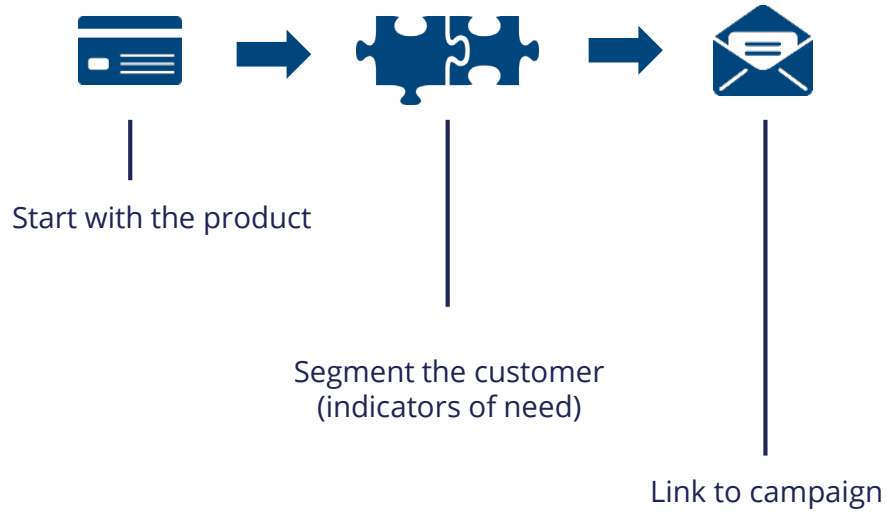 Start with the product
Segment the customer
(indicators of need)
Link to campaign